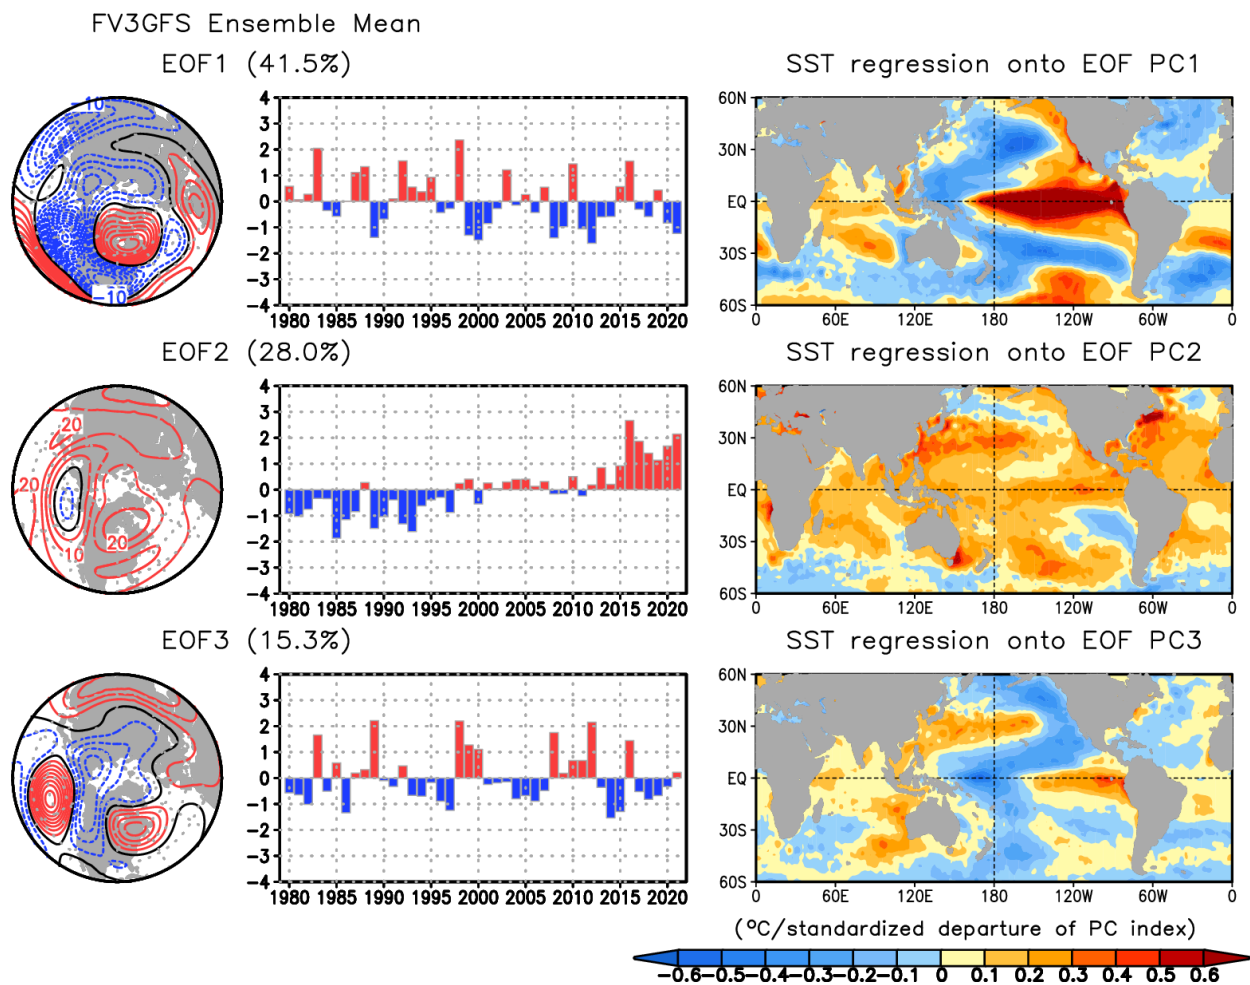 FV3GFS Ensemble Mean
EOF1 (41.5%)
SST regression onto EOF PC1
-10
-10
4
3
2
1
0
-1
-2
-3
-4
1980 1985 1990 1995 2000 2005 2010 2015 2020
60N
30N
EQ
30S
60S
0 60E 120E 180 120W 60W 0
EOF2 (28.0%)
SST regression onto EOF PC2
20
20
10
20
4
3
2
1
0
-1
-2
-3
-4
1980 1985 1990 1995 2000 2005 2010 2015 2020
60N
30N
EQ
30S
60S
0 60E 120E 180 120W 60W 0
EOF3 (15.3%)
SST regression onto EOF PC3
4
3
2
1
0
-1
-2
-3
-4
1980 1985 1990 1995 2000 2005 2010 2015 2020
60N
30N
EQ
30S
60S
0 60E 120E 180 120W 60W 0
(°C/standardized departure of PC index)
-0.6 -0.5 -0.4 -0.3 -0.2 -0.1 0 0.1 0.2 0.3 0.4 0.5 0.6